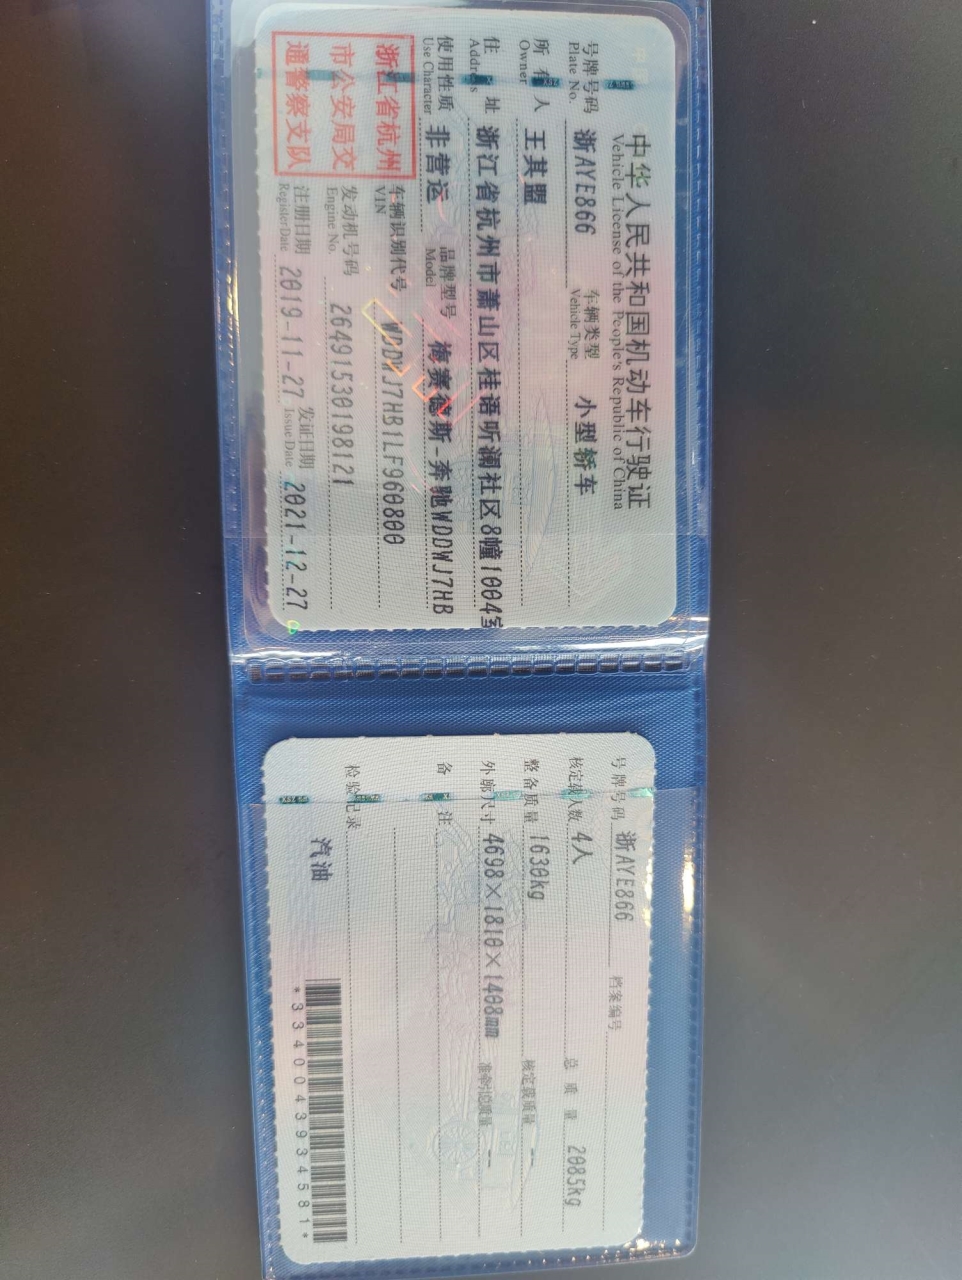 中华人民共和国机动车行驶证
Vehicle License of the People's Republic of China
号牌号码 浙AYE866 车辆类型 小型轿车
Plate No. Vehicle Type
所有人 王其盟
Owner
住址 浙江省杭州市萧山区桂语听澜社区8幢1004室
Address
使用性质 非营运 品牌型号 梅赛德斯-奔驰WDDWJ7HB
Use Character Model
浙江省杭州
市公安局交
通警察支队
车辆识别代号 WDDWJ7HB1LF960800
VIN
发动机号码 26491530198121
Engine No.
注册日期 2019-11-27 发证日期 2021-12-27
Register Date Issue Date
号牌号码 浙AYE866 档案编号
核定载人数 4人 总质量 2085kg
整备质量 1630kg 核定载质量 --
外廓尺寸 4698×1810×1408mm 准牵引总质量 --
备注
检验记录
汽油
*3340043934581*